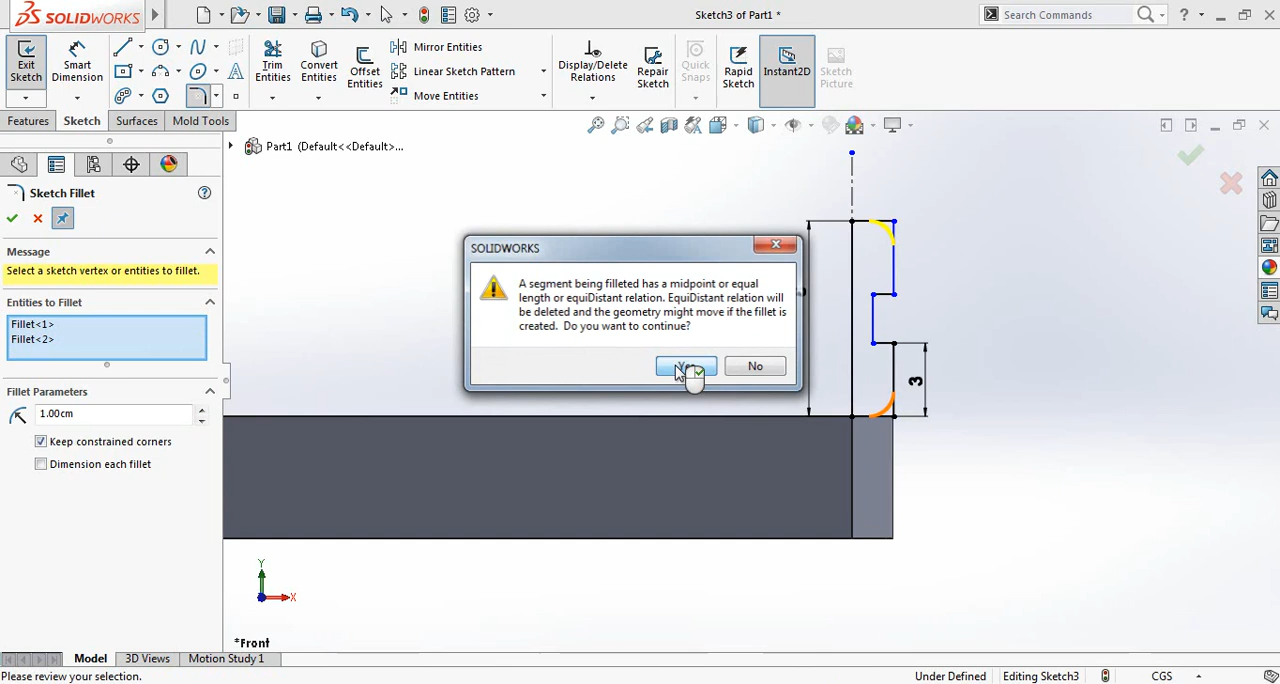 SOLIDWORKS
Sketch3 of Part1 *
Search Commands
?
Exit
Sketch
Smart
Dimension
Trim
Entities
Convert
Entities
Offset
Entities
Mirror Entities
Linear Sketch Pattern
Move Entities
Display/Delete
Relations
Repair
Sketch
Quick
Snaps
Rapid
Sketch
Instant2D
Sketch
Picture
Features
Sketch
Surfaces
Mold Tools
Part1 (Default<<Default>...
Sketch Fillet
?
Message
Select a sketch vertex or entities to fillet.
Entities to Fillet
Fillet<1>
Fillet<2>
Fillet Parameters
1.00cm
Keep constrained corners
Dimension each fillet
SOLIDWORKS
A segment being filleted has a midpoint or equal
length or equiDistant relation. EquiDistant relation will
be deleted and the geometry might move if the fillet is
created. Do you want to continue?
No
3
Y
X
*Front
Model
3D Views
Motion Study 1
Please review your selection.
Under Defined
Editing Sketch3
CGS